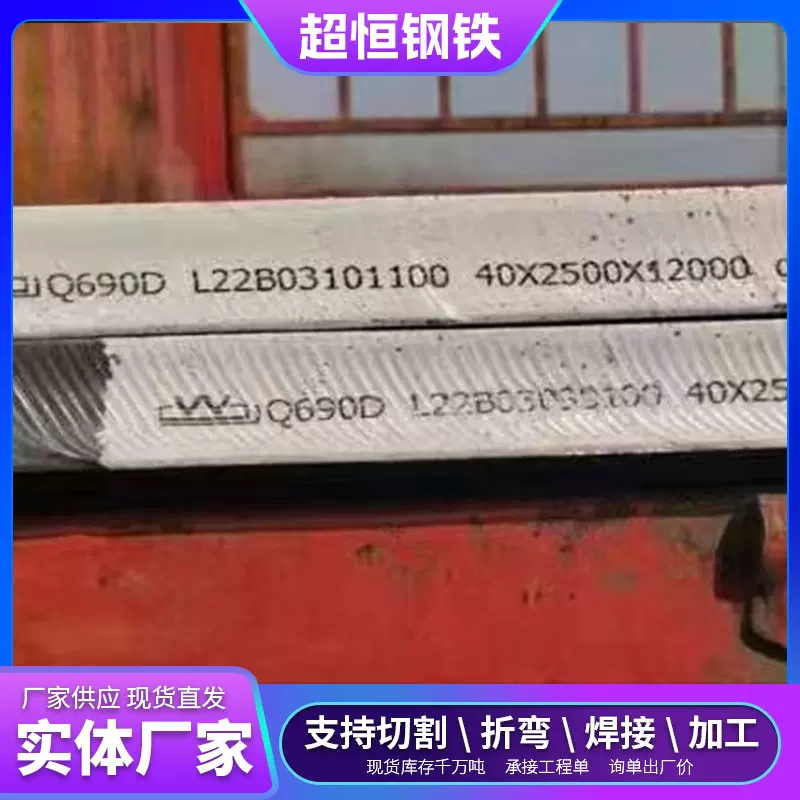 超恒钢铁
Q690D L22B03101100 40X2500X12000
Q690D 40X25
厂家供应 现货直发
实体厂家
支持切割 \ 折弯 \ 焊接 \ 加工
现货库存千万吨 承接工程单 询单出厂价